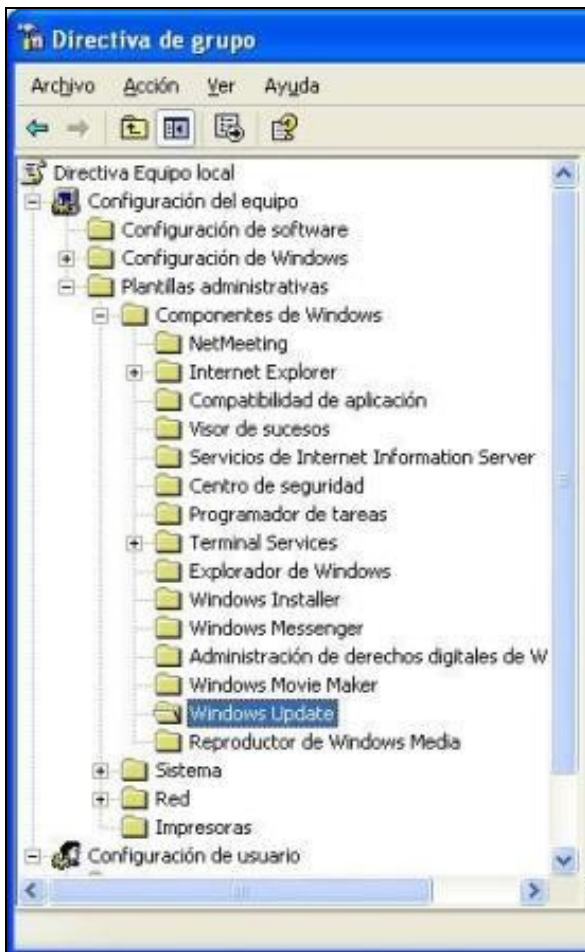 Directiva de grupo
Archivo Acción Ver Ayuda
Directiva Equipo local
Configuración del equipo
Configuración de software
Configuración de Windows
Plantillas administrativas
Componentes de Windows
NetMeeting
Internet Explorer
Compatibilidad de aplicación
Visor de sucesos
Servicios de Internet Information Server
Centro de seguridad
Programador de tareas
Terminal Services
Explorador de Windows
Windows Installer
Windows Messenger
Administración de derechos digitales de W
Windows Movie Maker
Windows Update
Reproductor de Windows Media
Sistema
Red
Impresoras
Configuración de usuario